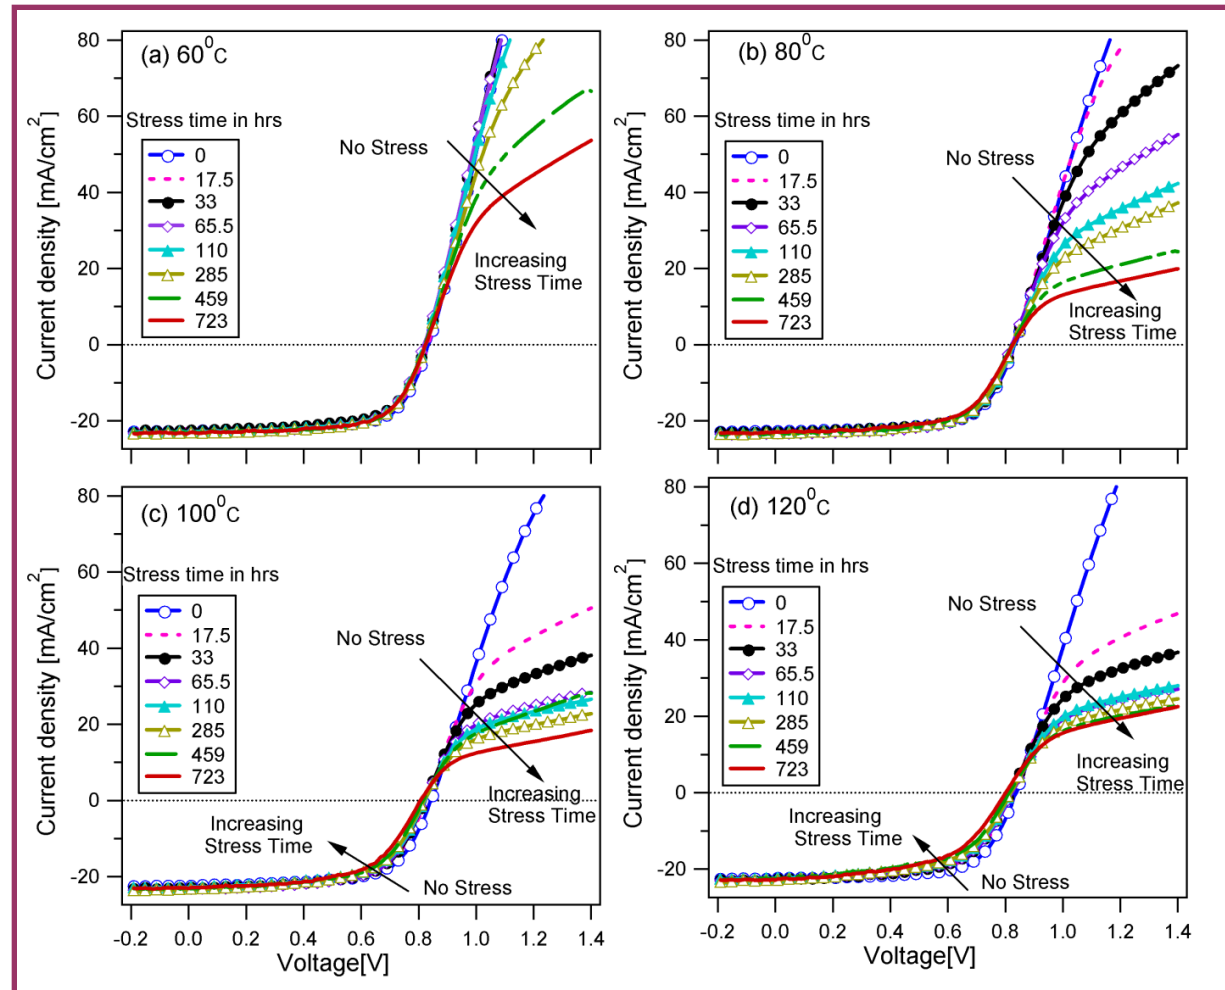 (a) 60⁰C
Current density [mA/cm²]
80
60
40
20
0
-20
Stress time in hrs
0
17.5
33
65.5
110
285
459
723
No Stress
Increasing
Stress Time
(b) 80⁰C
Current density [mA/cm²]
80
60
40
20
0
-20
Stress time in hrs
0
17.5
33
65.5
110
285
459
723
No Stress
Increasing
Stress Time
(c) 100⁰C
Current density [mA/cm²]
80
60
40
20
0
-20
Stress time in hrs
0
17.5
33
65.5
110
285
459
723
No Stress
Increasing
Stress Time
Increasing
Stress Time
No Stress
-0.2 0.0 0.2 0.4 0.6 0.8 1.0 1.2 1.4
Voltage[V]
(d) 120⁰C
Current density [mA/cm²]
80
60
40
20
0
-20
Stress time in hrs
0
17.5
33
65.5
110
285
459
723
No Stress
Increasing
Stress Time
Increasing
Stress Time
No Stress
-0.2 0.0 0.2 0.4 0.6 0.8 1.0 1.2 1.4
Voltage[V]